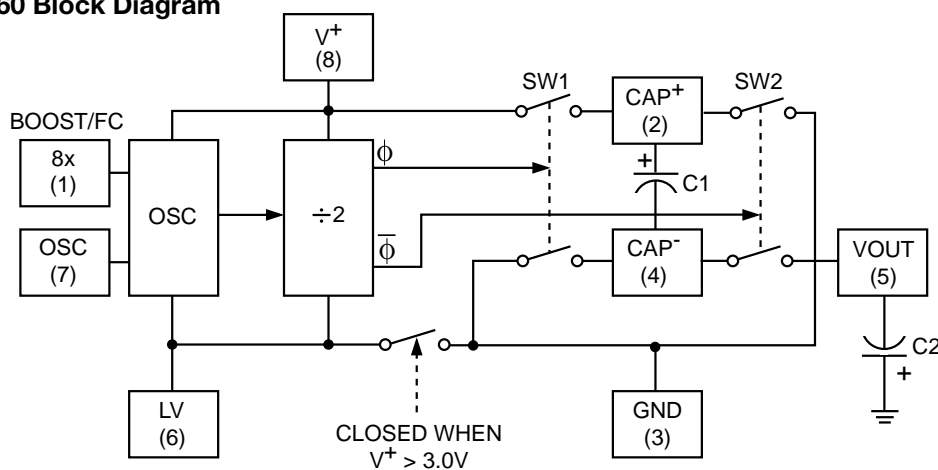 60 Block Diagram
V+
(8)
SW1
CAP+
(2)
SW2
BOOST/FC
8x
(1)
OSC
÷2
ϕ
+
C1
OSC
(7)
ϕ̅
CAP-
(4)
VOUT
(5)
C2
+
LV
(6)
CLOSED WHEN
V+ > 3.0V
GND
(3)